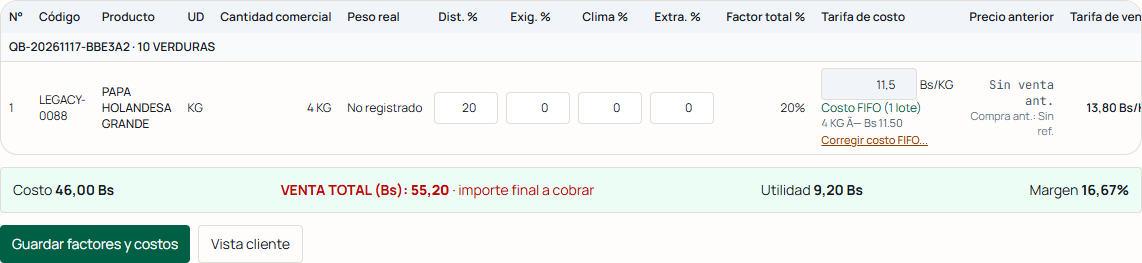 N° Código Producto UD Cantidad comercial Peso real Dist. % Exig. % Clima % Extra. % Factor total % Tarifa de costo Precio anterior Tarifa de ven
QB-20261117-BBE3A2 · 10 VERDURAS
1 LEGACY-0088 PAPA HOLANDESA GRANDE KG 4 KG No registrado 20 0 0 0 20% 11,5 Bs/KG Sin venta ant. 13,80 Bs/K
Costo FIFO (1 lote) Compra ant.: Sin ref.
4 KG Ã— Bs 11.50
Corregir costo FIFO...
Costo 46,00 Bs VENTA TOTAL (Bs): 55,20 · importe final a cobrar Utilidad 9,20 Bs Margen 16,67%
Guardar factores y costos Vista cliente